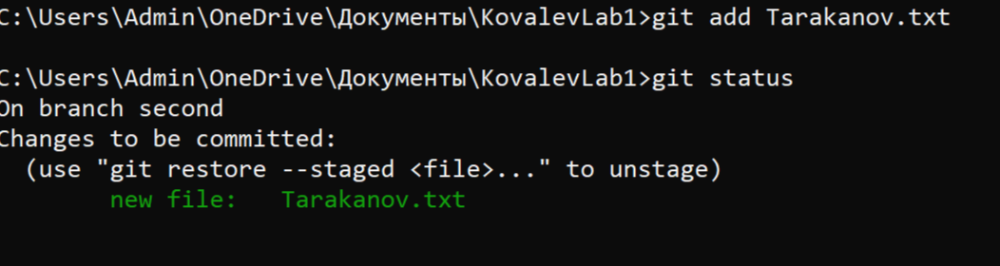 C:\Users\Admin\OneDrive\Документы\KovalevLab1>git add Tarakanov.txt
C:\Users\Admin\OneDrive\Документы\KovalevLab1>git status
On branch second
Changes to be committed:
  (use "git restore --staged <file>..." to unstage)
        new file:   Tarakanov.txt